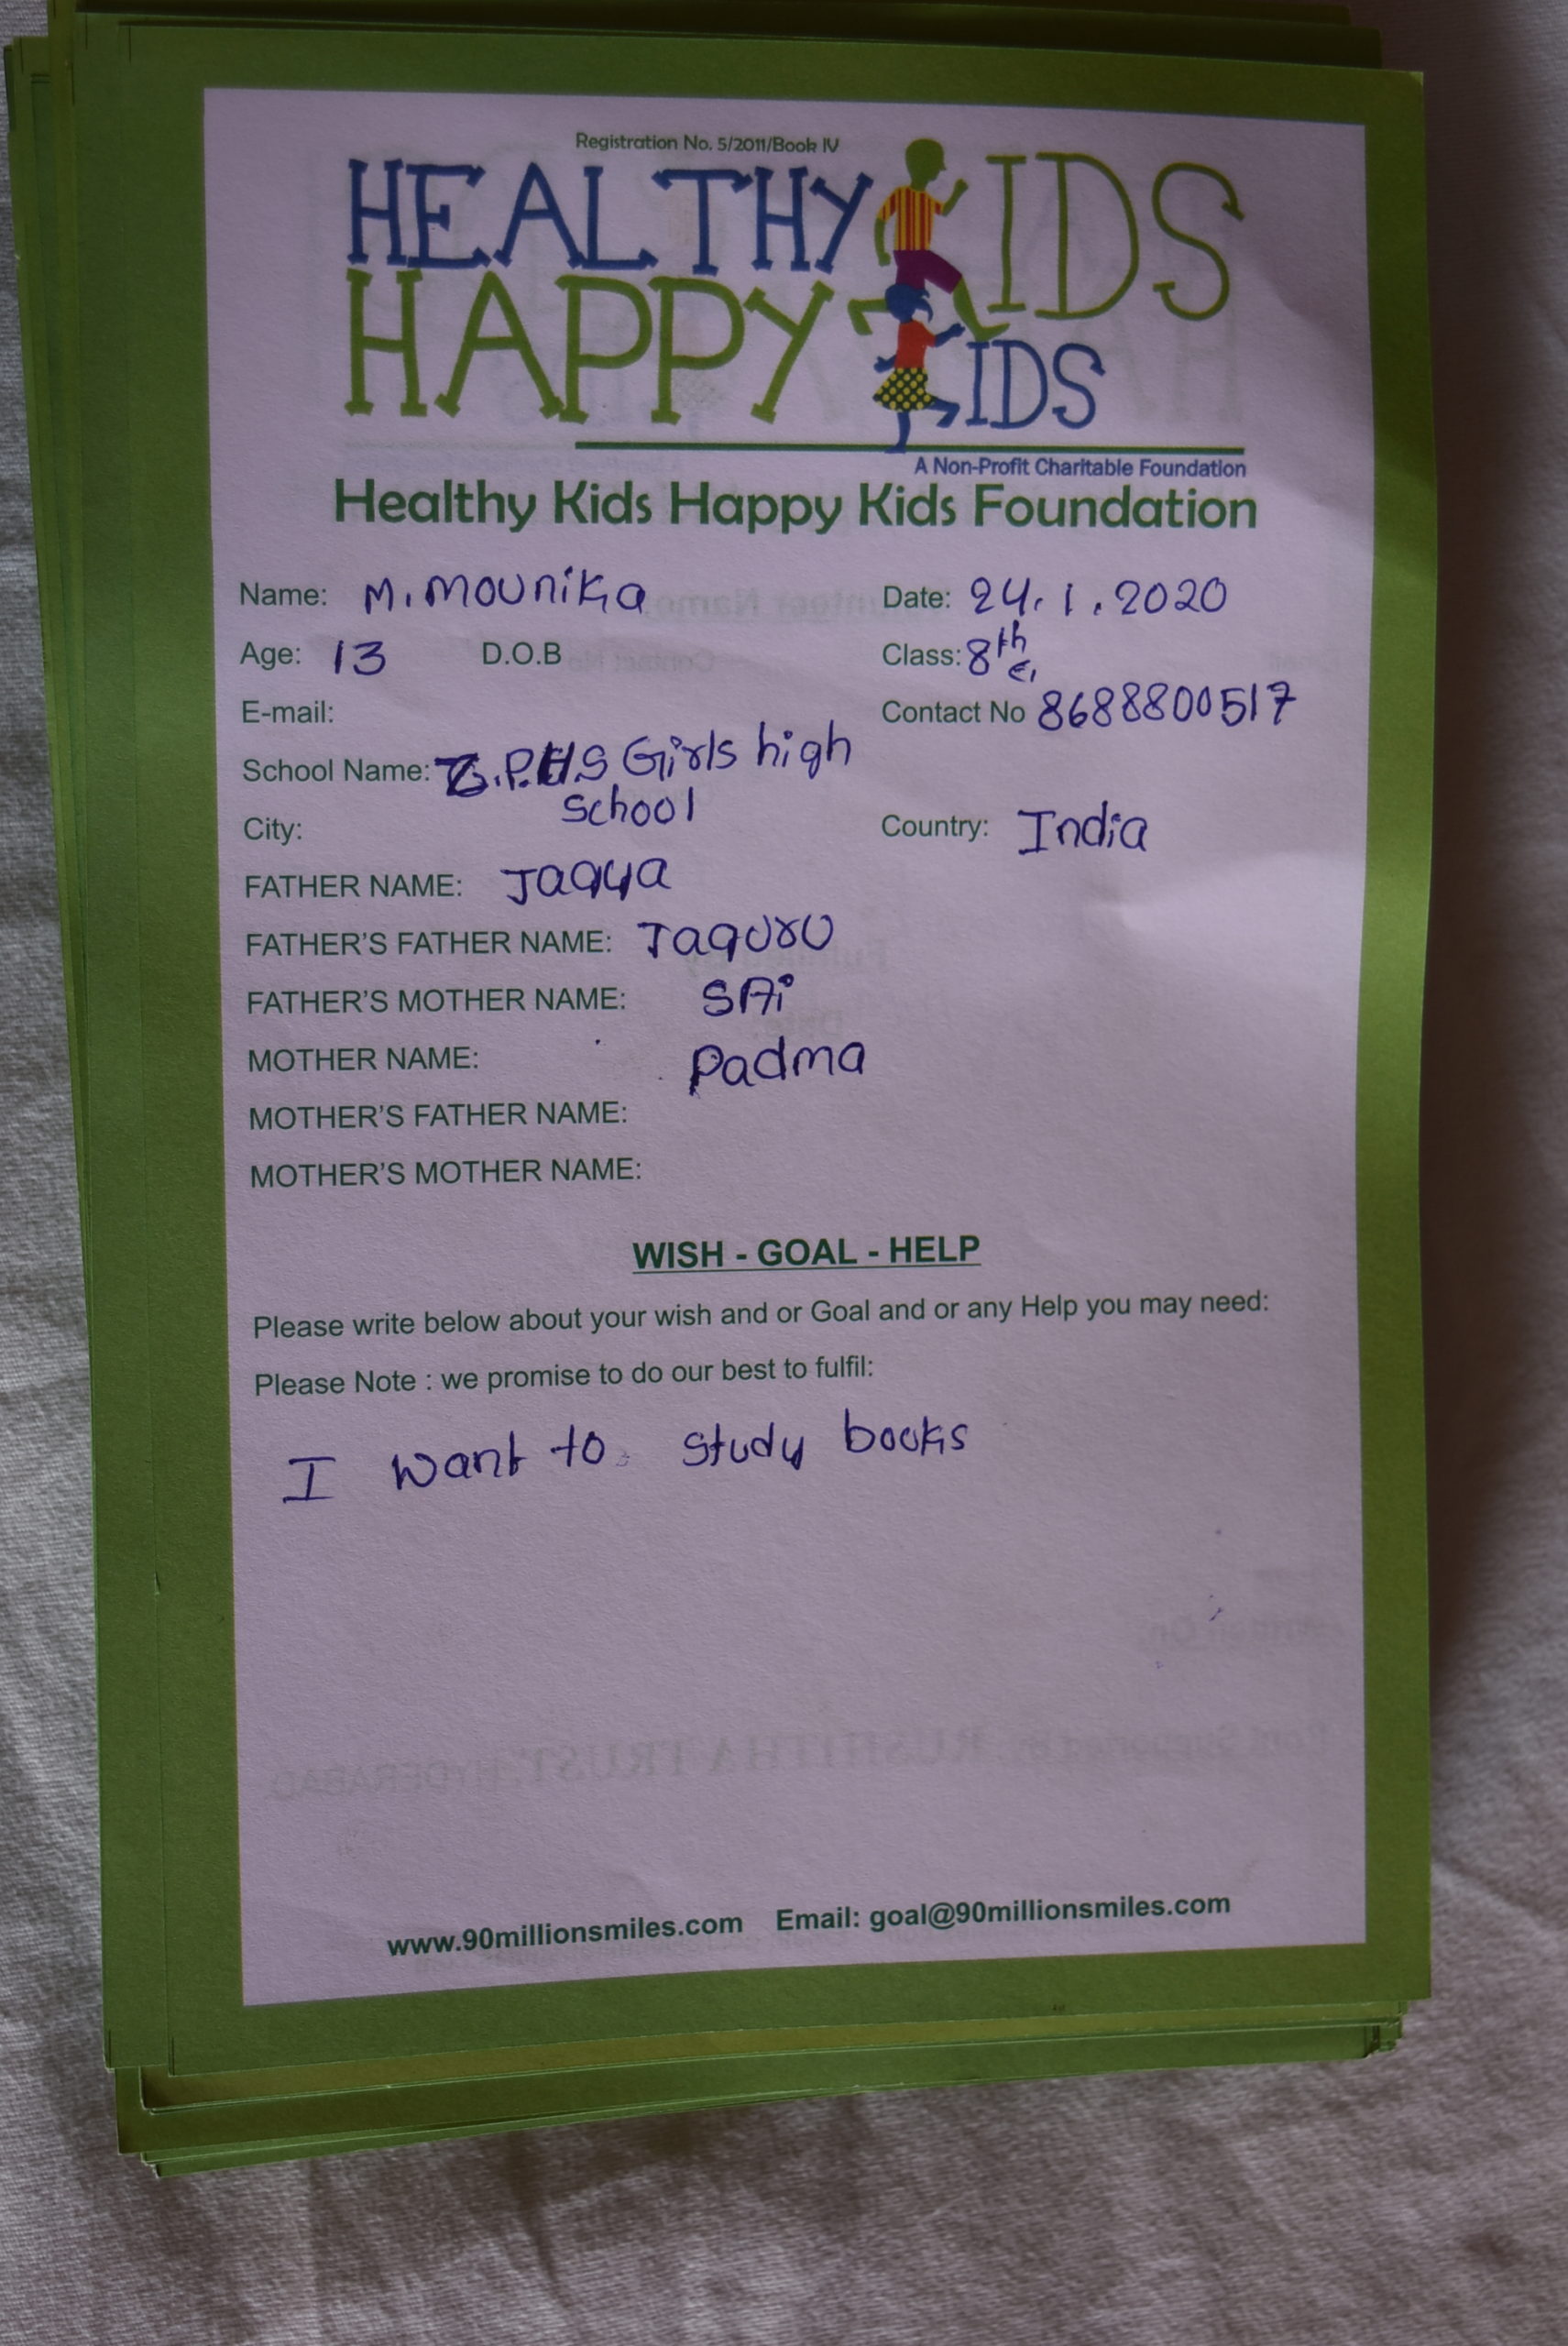 Registration No. 5/2011/Book IV
HEALTHY KIDS
HAPPY KIDS
A Non-Profit Charitable Foundation
Healthy Kids Happy Kids Foundation
Name: M. Mounika Date: 24.1.2020
Age: 13 D.O.B Class: 8th
E-mail: Contact No 8688800517
School Name: Z.P.H.S Girls high
school
City: Country: India
FATHER NAME: Jaqya
FATHER'S FATHER NAME: Jaquru
FATHER'S MOTHER NAME: SAi
MOTHER NAME: Padma
MOTHER'S FATHER NAME:
MOTHER'S MOTHER NAME:
WISH - GOAL - HELP
Please write below about your wish and or Goal and or any Help you may need:
Please Note : we promise to do our best to fulfil:
I want to study books
www.90millionsmiles.com Email: goal@90millionsmiles.com